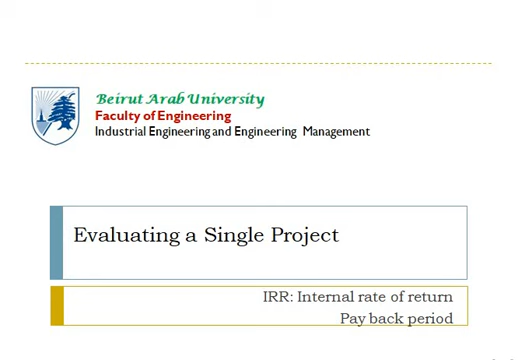 Beirut Arab University
Faculty of Engineering
Industrial Engineering and Engineering Management
Evaluating a Single Project
IRR: Internal rate of return
Pay back period